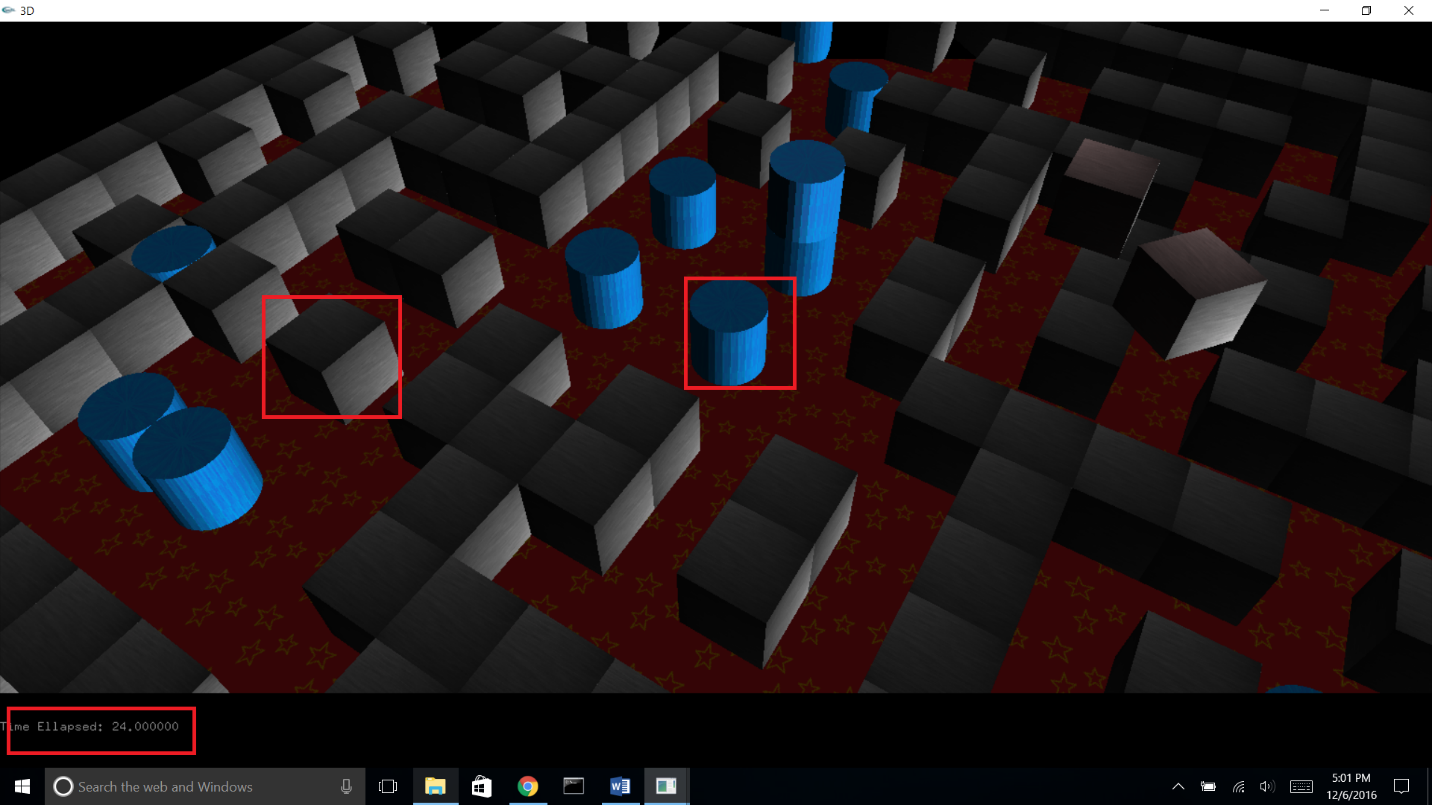 3D
Time Ellapsed: 24.000000
Search the web and Windows
5:01 PM
12/6/2016